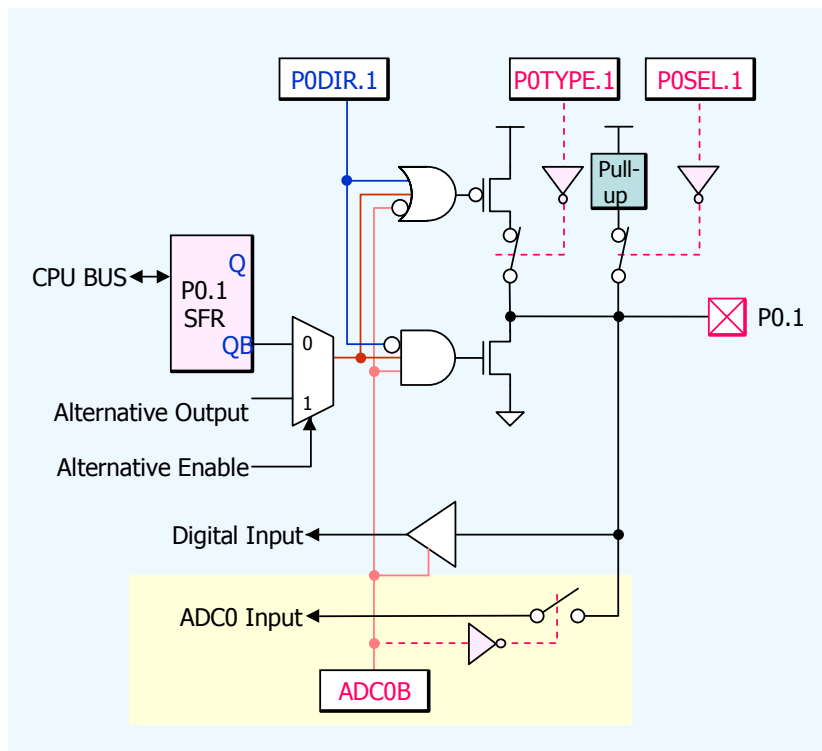 P0DIR.1
P0TYPE.1
P0SEL.1
Pull-
up
CPU BUS
Q
P0.1
SFR
QB
0
1
P0.1
Alternative Output
Alternative Enable
Digital Input
ADC0 Input
ADC0B